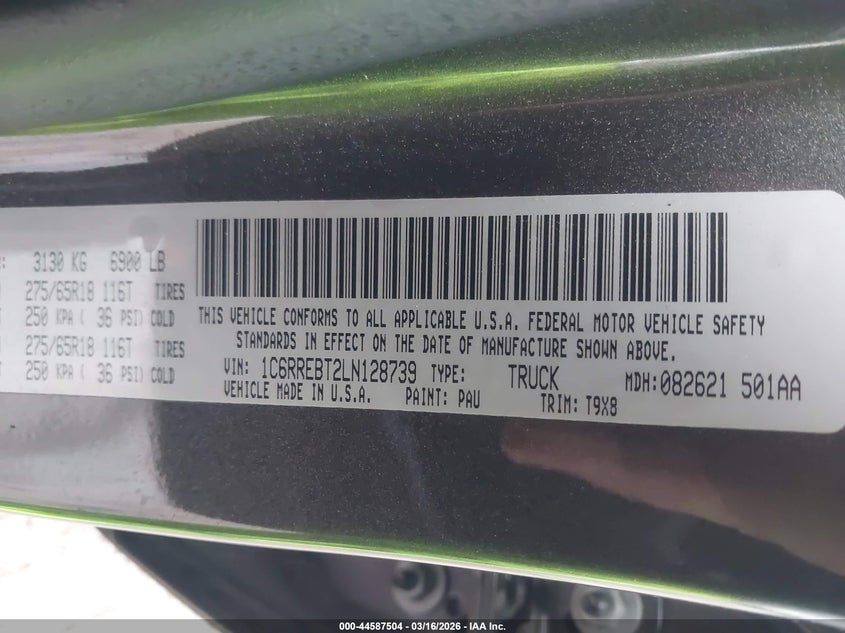 : 3130 KG 6900 LB
275/65R18 116T TIRES
250 KPA ( 36 PSI) COLD
275/65R18 116T TIRES
250 KPA ( 36 PSI) COLD
THIS VEHICLE CONFORMS TO ALL APPLICABLE U.S.A. FEDERAL MOTOR VEHICLE SAFETY
STANDARDS IN EFFECT ON THE DATE OF MANUFACTURE SHOWN ABOVE.
VIN: 1C6RREBT2LN128739 TYPE: TRUCK MDH: 082621 501AA
VEHICLE MADE IN U.S.A. PAINT: PAU TRIM: T9X8
000-44587504 - 03/16/2026 - IAA Inc.